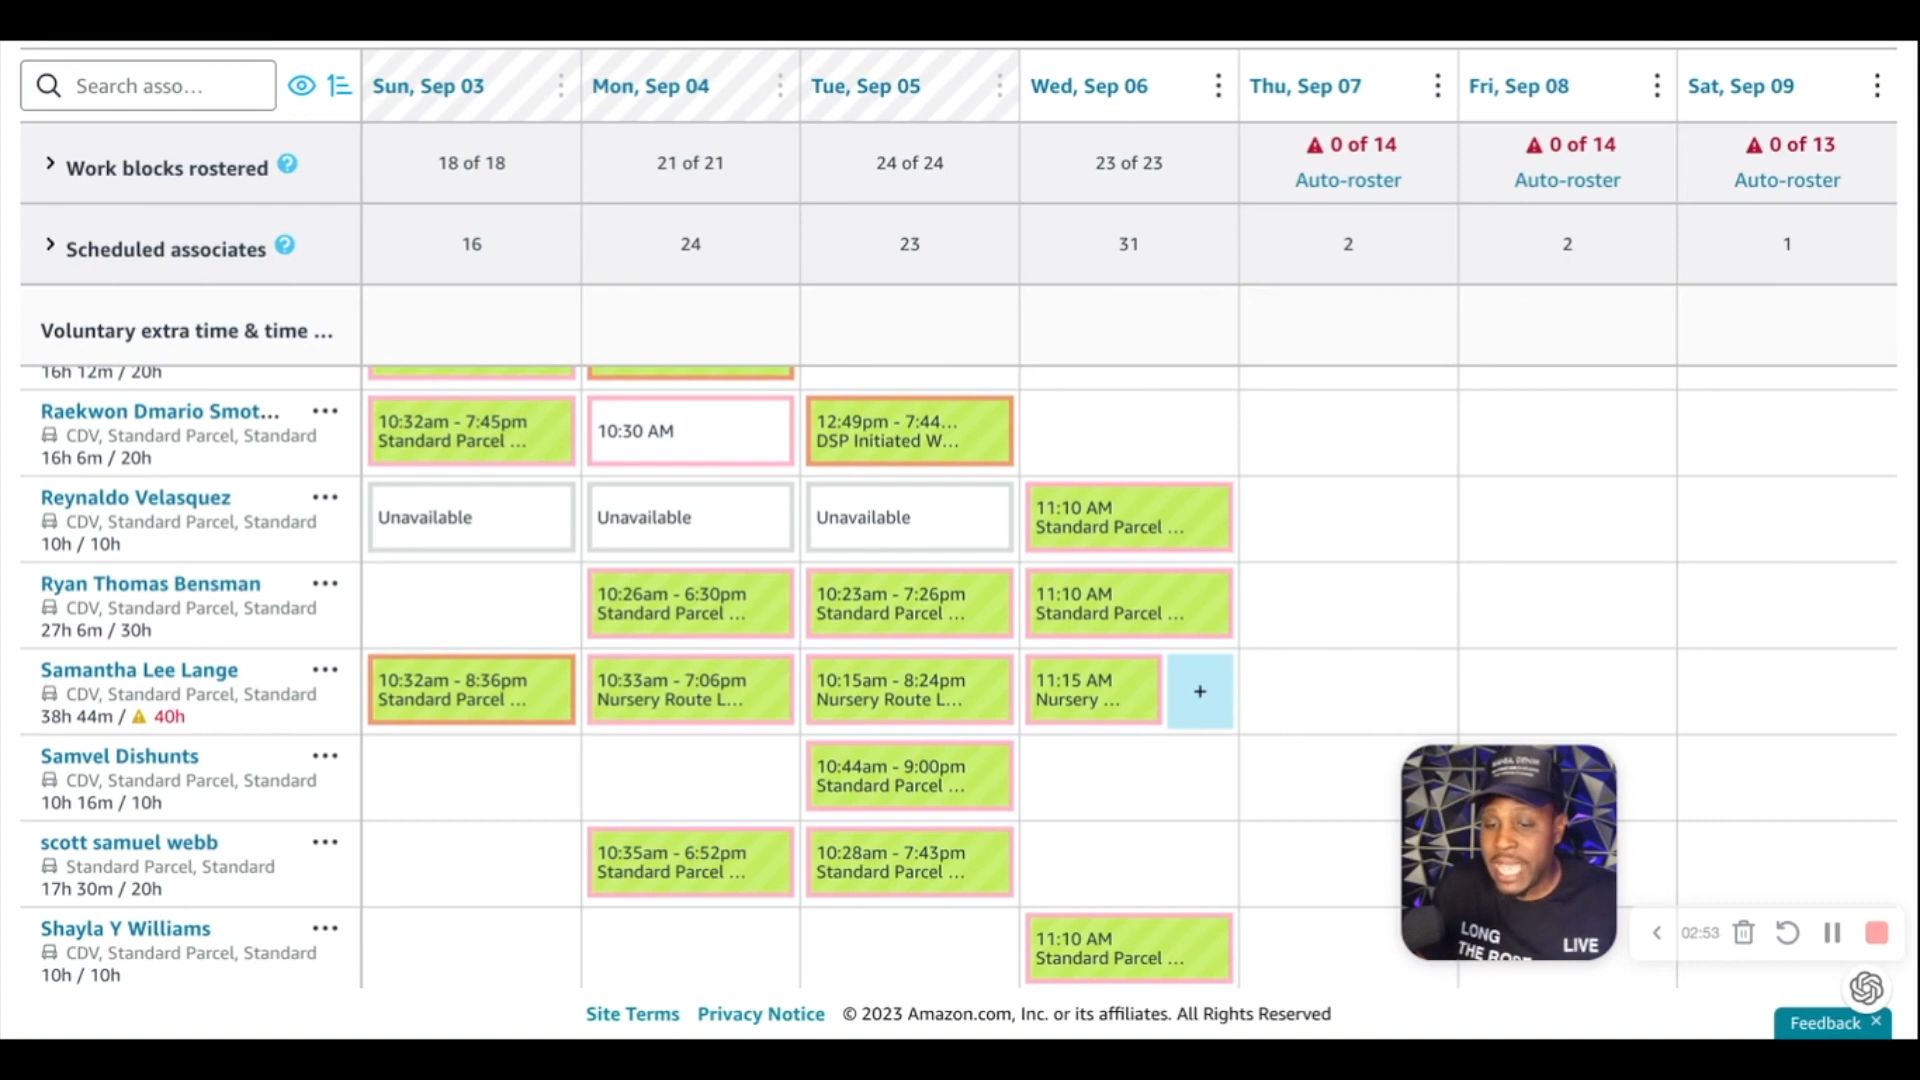 Search asso...
Sun, Sep 03
Mon, Sep 04
Tue, Sep 05
Wed, Sep 06
Thu, Sep 07
Fri, Sep 08
Sat, Sep 09
Work blocks rostered ?
18 of 18
21 of 21
24 of 24
23 of 23
0 of 14
Auto-roster
0 of 14
Auto-roster
0 of 13
Auto-roster
Scheduled associates ?
16
24
23
31
2
2
1
Voluntary extra time & time ...
16h 12m / 20h
Raekwon Dmario Smot...
CDV, Standard Parcel, Standard
16h 6m / 20h
10:32am - 7:45pm
Standard Parcel ...
10:30 AM
12:49pm - 7:44...
DSP Initiated W...
Reynaldo Velasquez
CDV, Standard Parcel, Standard
10h / 10h
Unavailable
Unavailable
Unavailable
11:10 AM
Standard Parcel ...
Ryan Thomas Bensman
CDV, Standard Parcel, Standard
27h 6m / 30h
10:26am - 6:30pm
Standard Parcel ...
10:23am - 7:26pm
Standard Parcel ...
11:10 AM
Standard Parcel ...
Samantha Lee Lange
CDV, Standard Parcel, Standard
38h 44m / 40h
10:32am - 8:36pm
Standard Parcel ...
10:33am - 7:06pm
Nursery Route L...
10:15am - 8:24pm
Nursery Route L...
11:15 AM
Nursery ...
+
Samvel Dishunts
CDV, Standard Parcel, Standard
10h 16m / 10h
10:44am - 9:00pm
Standard Parcel ...
scott samuel webb
Standard Parcel, Standard
17h 30m / 20h
10:35am - 6:52pm
Standard Parcel ...
10:28am - 7:43pm
Standard Parcel ...
Shayla Y Williams
CDV, Standard Parcel, Standard
10h / 10h
11:10 AM
Standard Parcel ...
LONG LIVE
THE
02:53
Site Terms
Privacy Notice
© 2023 Amazon.com, Inc. or its affiliates. All Rights Reserved
Feedback ×